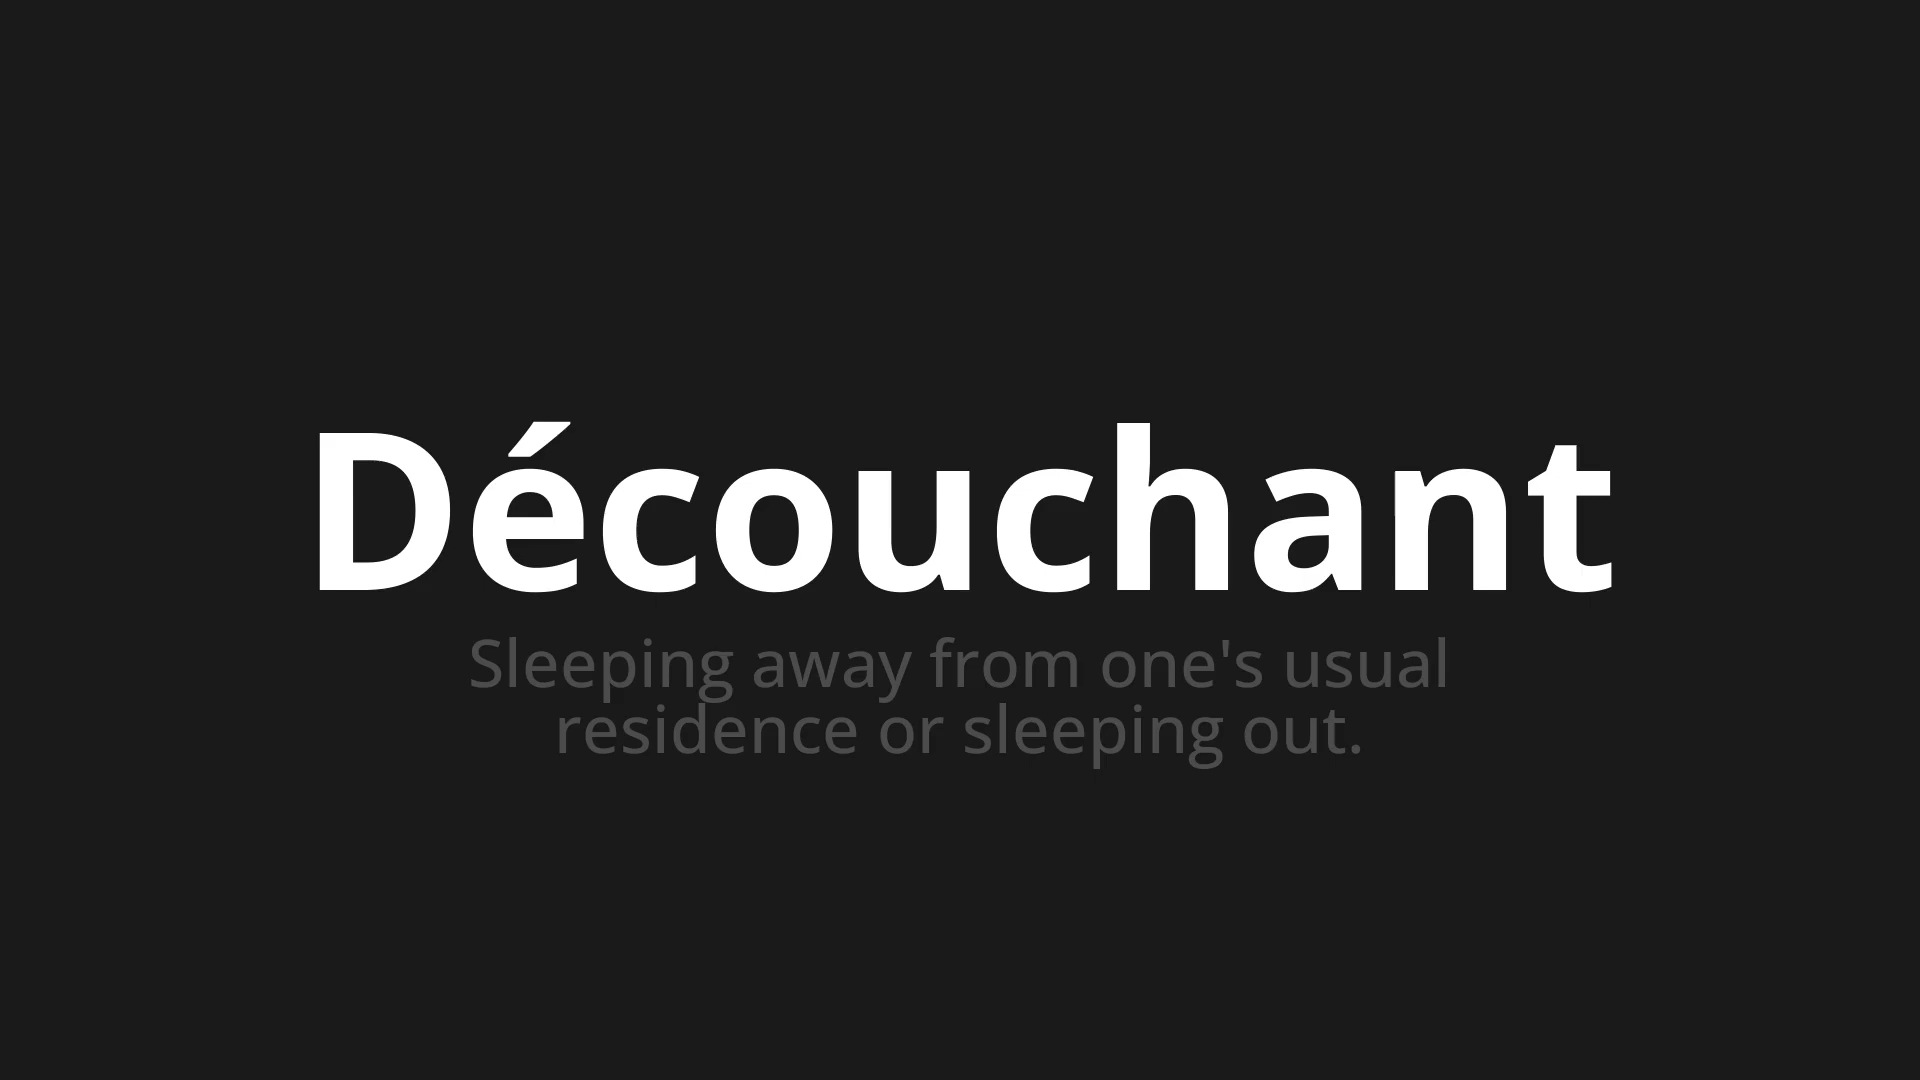 Découchant
Sleeping away from one's usual
residence or sleeping out.